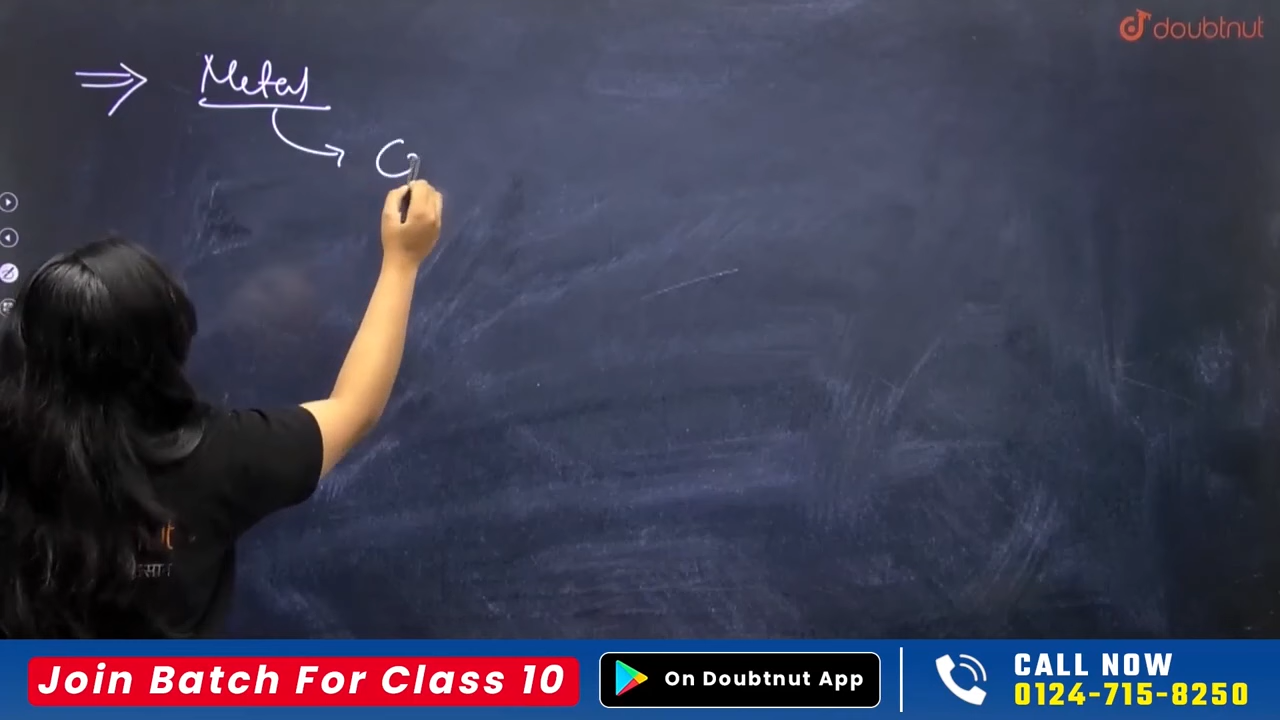 doubtnut
Metal
C
Join Batch For Class 10
On Doubtnut App
CALL NOW
0124-715-8250